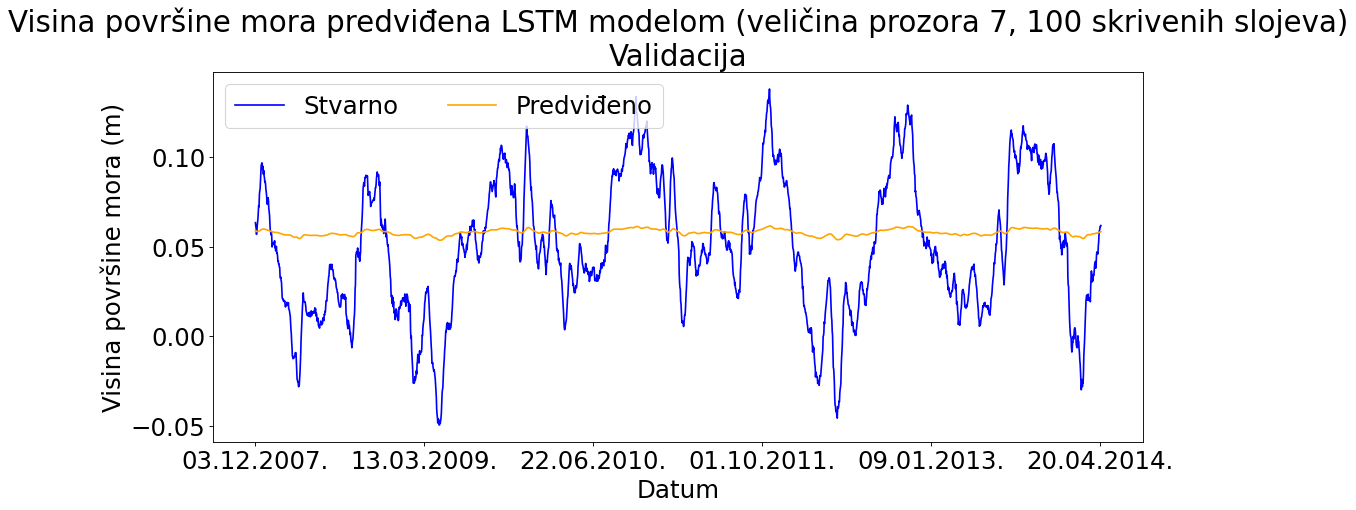 Visina površine mora predviđena LSTM modelom (veličina prozora 7, 100 skrivenih slojeva)
Validacija
Stvarno Predviđeno
Visina površine mora (m)
0.10
0.05
0.00
−0.05
03.12.2007. 13.03.2009. 22.06.2010. 01.10.2011. 09.01.2013. 20.04.2014.
Datum